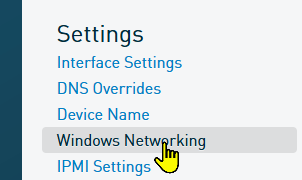 Settings
Interface Settings
DNS Overrides
Device Name
Windows Networking
IPMI Settings